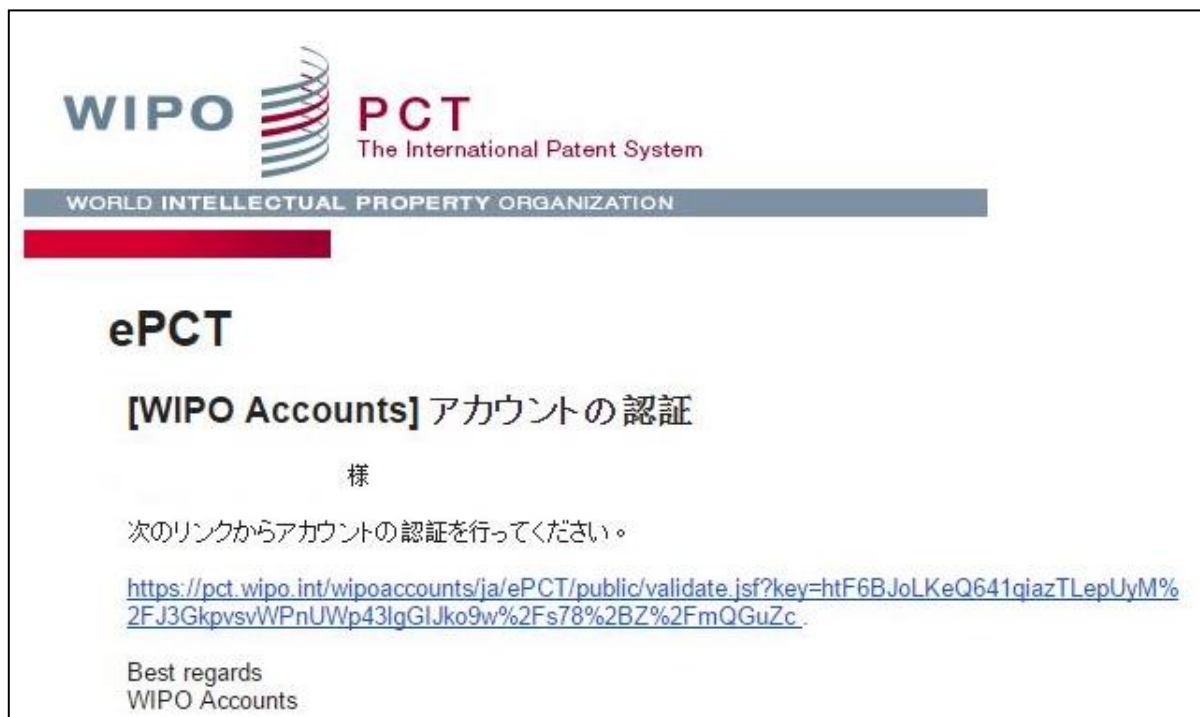 WIPO
PCT
The International Patent System
WORLD INTELLECTUAL PROPERTY ORGANIZATION
ePCT
[WIPO Accounts] アカウントの認証
様
次のリンクからアカウントの認証を行ってください。
https://pct.wipo.int/wipoaccounts/ja/ePCT/public/validate.jsf?key=htF6BJoLKeQ641qiazTLepUyM%
2FJ3GkpvsvWPnUWp43lgGIJko9w%2Fs78%2BZ%2FmQGuZc .
Best regards
WIPO Accounts